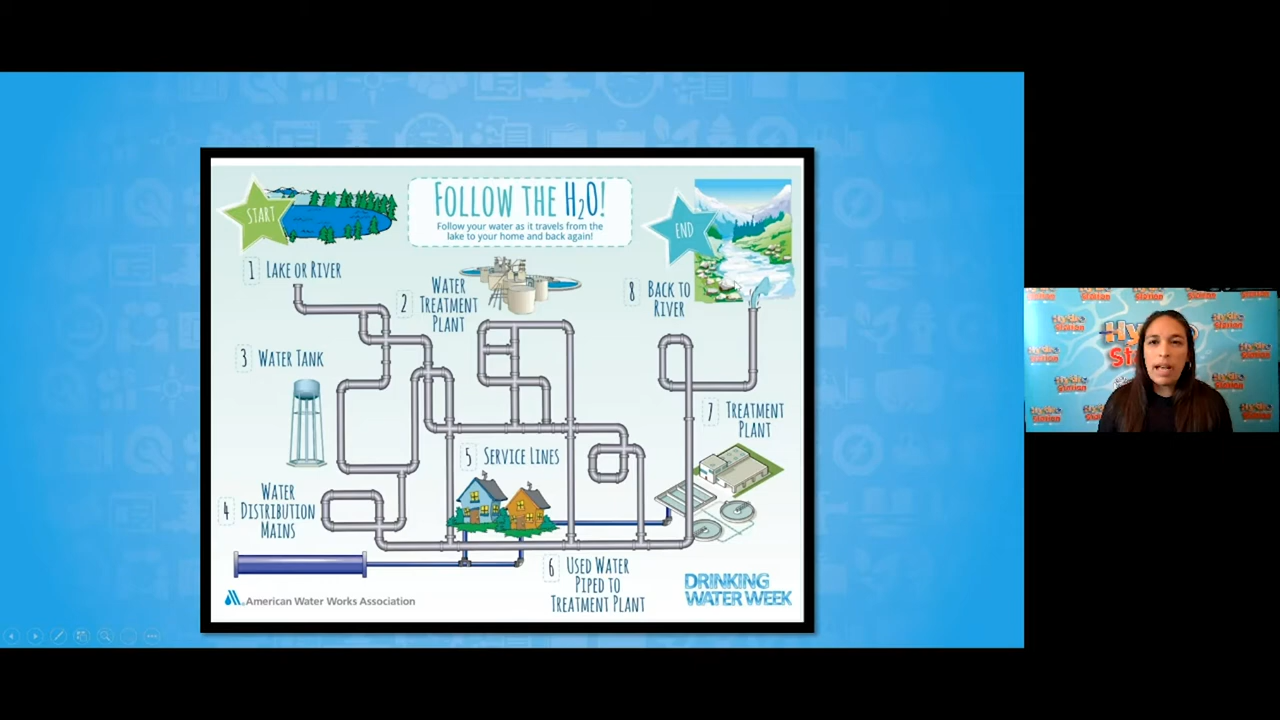 START
FOLLOW THE H₂O!
Follow your water as it travels from the
lake to your home and back again!
END
1 LAKE OR RIVER
2 WATER
TREATMENT
PLANT
8 BACK TO
RIVER
3 WATER TANK
7 TREATMENT
PLANT
5 SERVICE LINES
4 WATER
DISTRIBUTION
MAINS
6 USED WATER
PIPED TO
TREATMENT PLANT
American Water Works Association
DRINKING
WATER WEEK
Hydro
Station